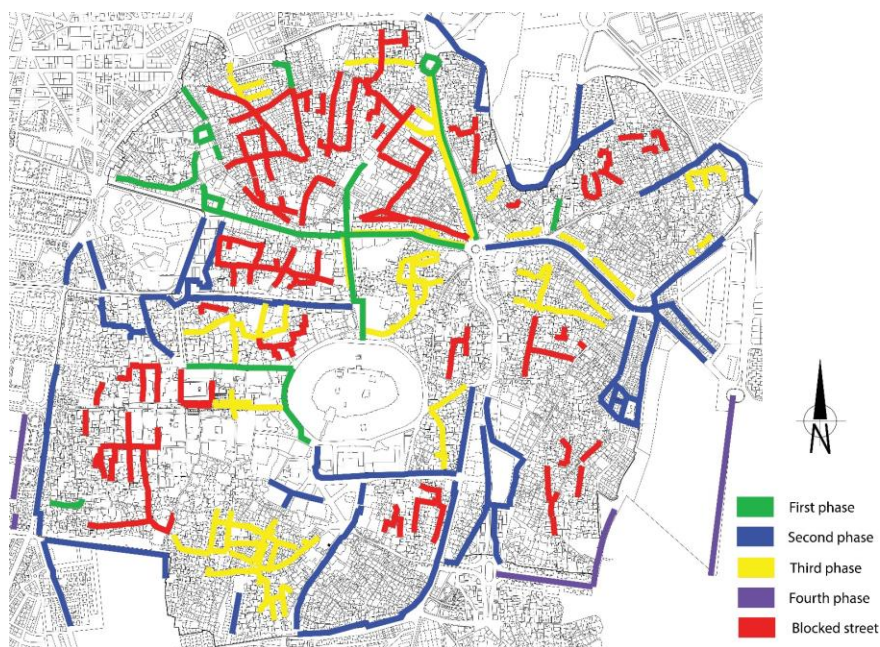 N
First phase
Second phase
Third phase
Fourth phase
Blocked street